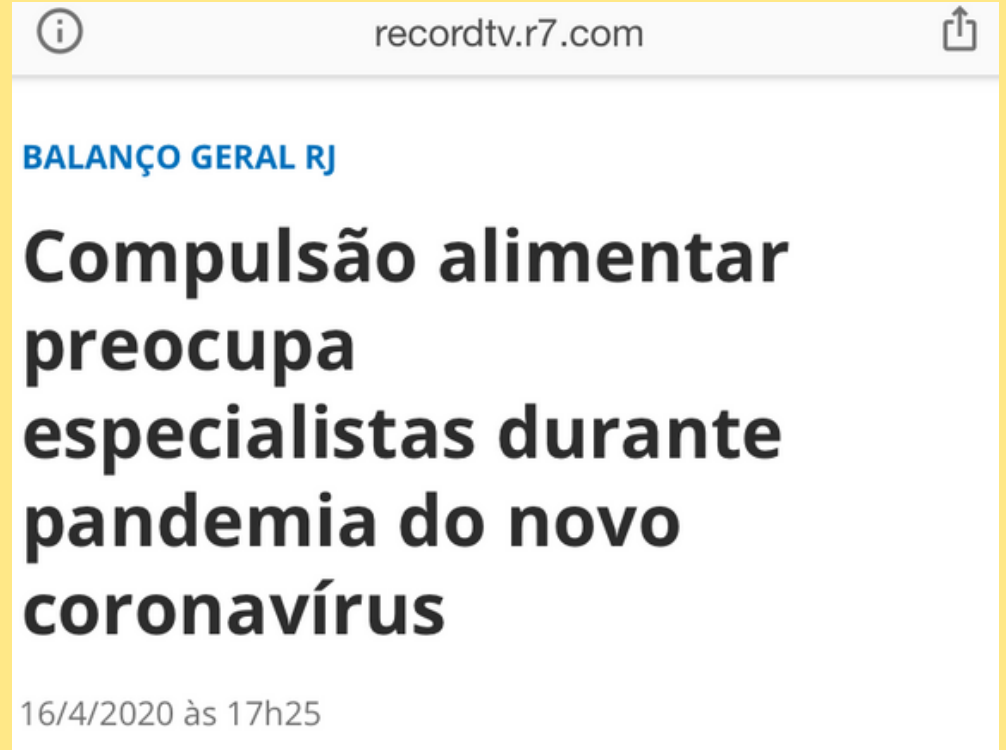 recordtv.r7.com
BALANÇO GERAL RJ
Compulsão alimentar
preocupa
especialistas durante
pandemia do novo
coronavírus
16/4/2020 às 17h25